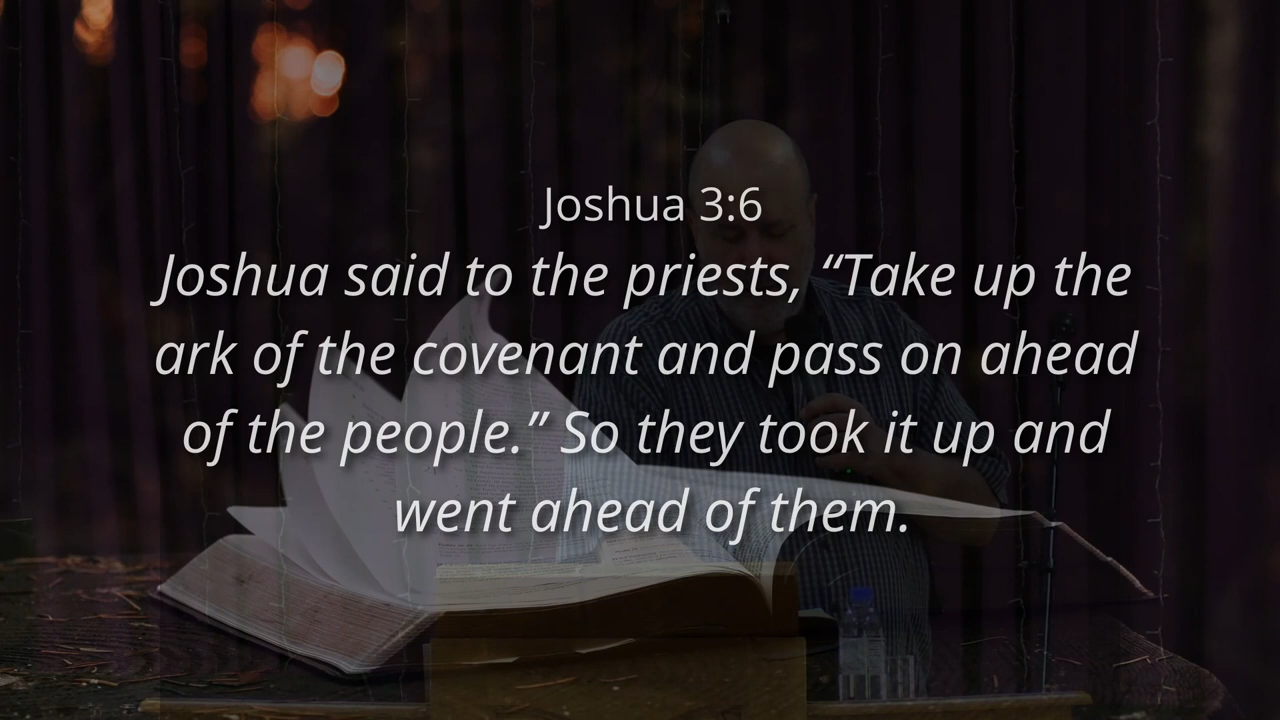 Joshua 3:6
Joshua said to the priests, “Take up the
ark of the covenant and pass on ahead
of the people.” So they took it up and
went ahead of them.